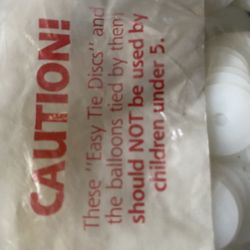 CAUTION!
These "Easy Tie Discs" and
the balloons tied by them
should NOT be used by
children under 5.